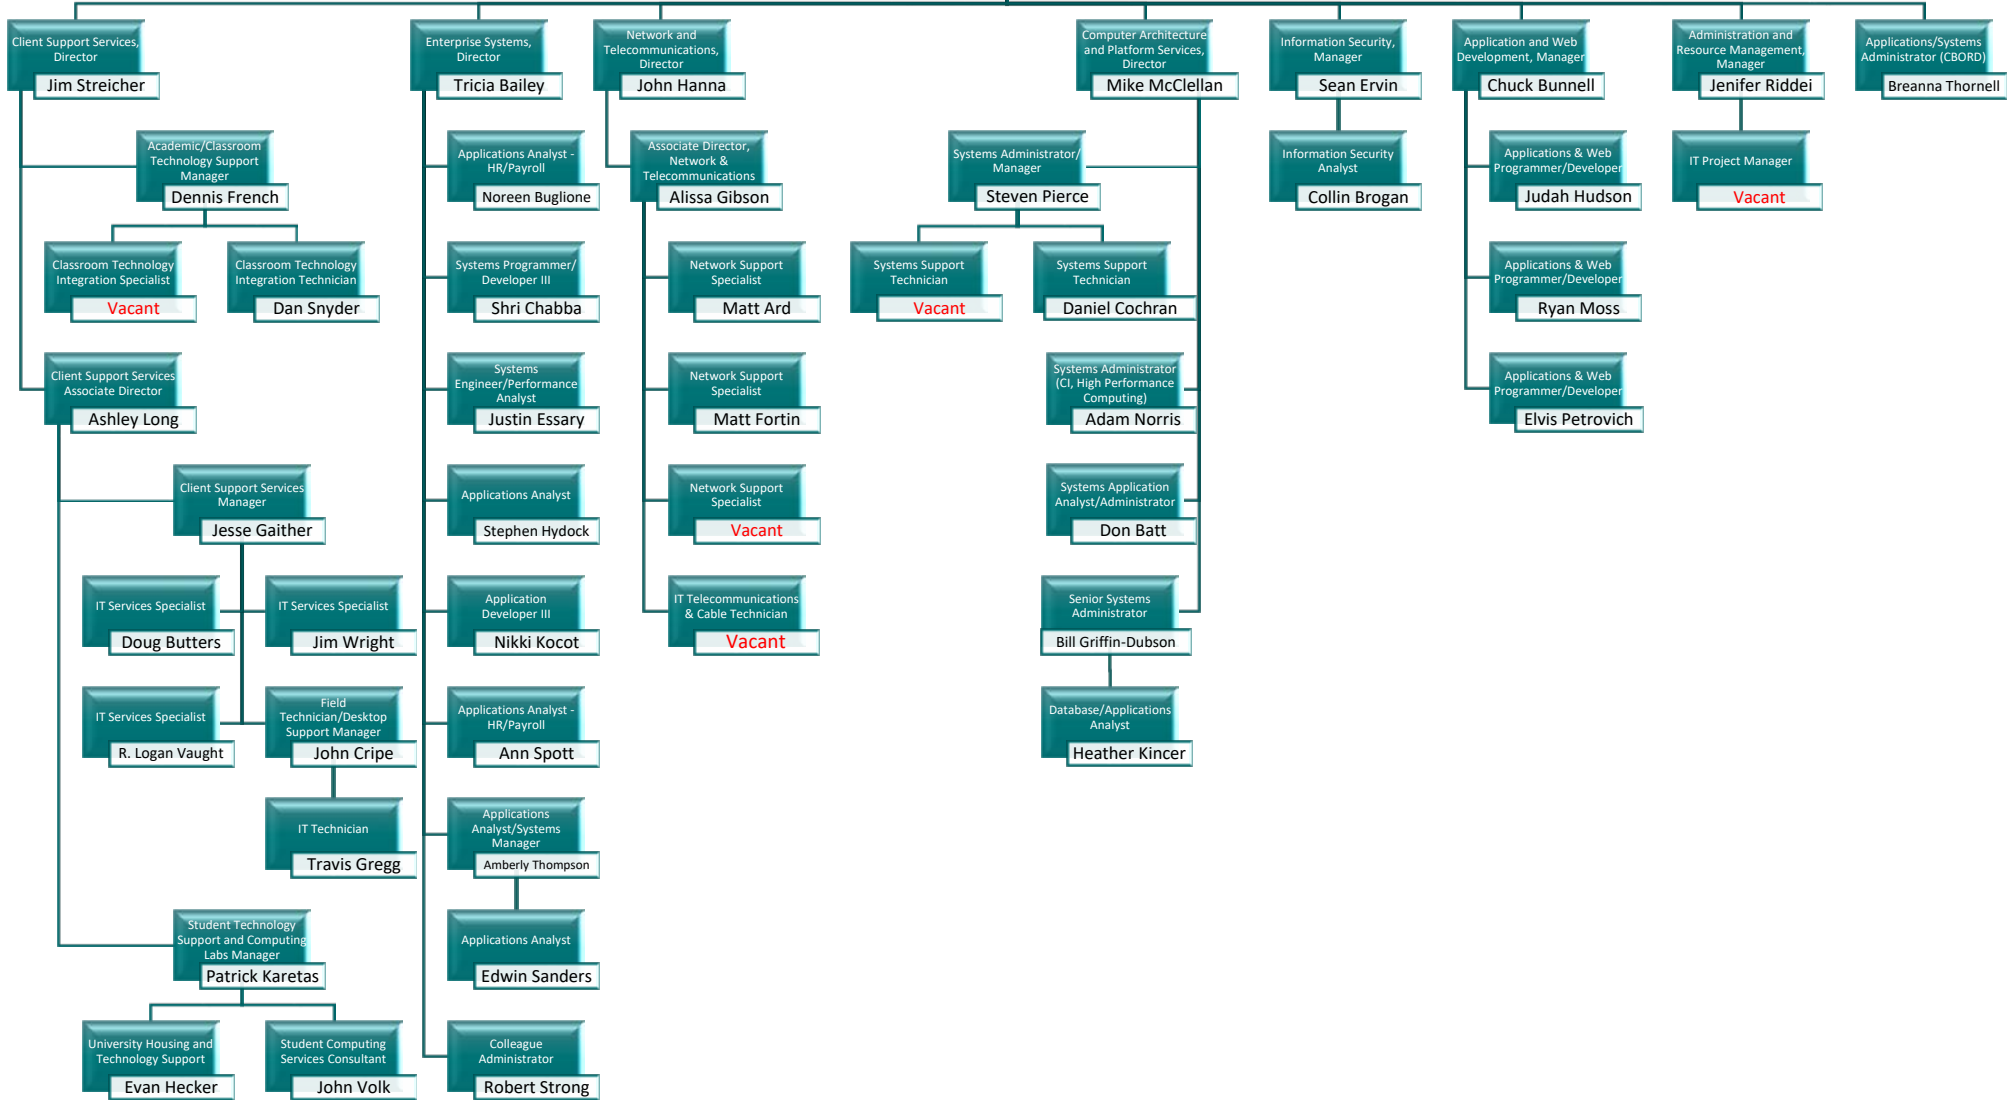 Client Support Services,
Director
Jim Streicher
Enterprise Systems,
Director
Tricia Bailey
Network and
Telecommunications,
Director
John Hanna
Computer Architecture
and Platform Services,
Director
Mike McClellan
Information Security,
Manager
Sean Ervin
Application and Web
Development, Manager
Chuck Bunnell
Administration and
Resource Management,
Manager
Jenifer Riddei
Applications/Systems
Administrator (CBORD)
Breanna Thornell
Academic/Classroom
Technology Support
Manager
Dennis French
Applications Analyst -
HR/Payroll
Noreen Buglione
Associate Director,
Network &
Telecommunications
Alissa Gibson
Systems Administrator/
Manager
Steven Pierce
Information Security
Analyst
Collin Brogan
Applications & Web
Programmer/Developer
Judah Hudson
IT Project Manager
Vacant
Classroom Technology
Integration Specialist
Vacant
Classroom Technology
Integration Technician
Dan Snyder
Systems Programmer/
Developer III
Shri Chabba
Network Support
Specialist
Matt Ard
Systems Support
Technician
Vacant
Systems Support
Technician
Daniel Cochran
Applications & Web
Programmer/Developer
Ryan Moss
Client Support Services
Associate Director
Ashley Long
Systems
Engineer/Performance
Analyst
Justin Essary
Network Support
Specialist
Matt Fortin
Systems Administrator
(CI, High Performance
Computing)
Adam Norris
Applications & Web
Programmer/Developer
Elvis Petrovich
Client Support Services
Manager
Jesse Gaither
Applications Analyst
Stephen Hydock
Network Support
Specialist
Vacant
Systems Application
Analyst/Administrator
Don Batt
IT Services Specialist
Doug Butters
IT Services Specialist
Jim Wright
Application
Developer III
Nikki Kocot
IT Telecommunications
& Cable Technician
Vacant
Senior Systems
Administrator
Bill Griffin-Dubson
IT Services Specialist
R. Logan Vaught
Field
Technician/Desktop
Support Manager
John Cripe
Applications Analyst -
HR/Payroll
Ann Spott
Database/Applications
Analyst
Heather Kincer
IT Technician
Travis Gregg
Applications
Analyst/Systems
Manager
Amberly Thompson
Student Technology
Support and Computing
Labs Manager
Patrick Karetas
Applications Analyst
Edwin Sanders
University Housing and
Technology Support
Evan Hecker
Student Computing
Services Consultant
John Volk
Colleague
Administrator
Robert Strong